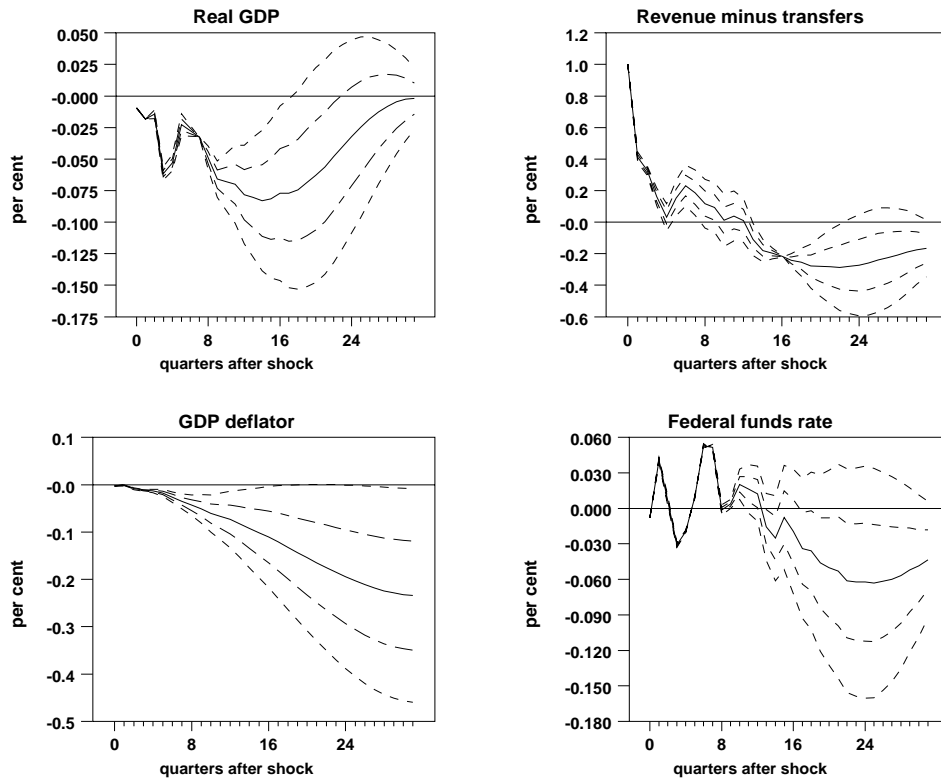 Real GDP
0.050
0.025
-0.000
-0.025
-0.050
-0.075
-0.100
-0.125
-0.150
-0.175
per cent
0 8 16 24
quarters after shock
Revenue minus transfers
1.2
1.0
0.8
0.6
0.4
0.2
-0.0
-0.2
-0.4
-0.6
per cent
0 8 16 24
quarters after shock
GDP deflator
0.1
-0.0
-0.1
-0.2
-0.3
-0.4
-0.5
per cent
0 8 16 24
quarters after shock
Federal funds rate
0.060
0.030
0.000
-0.030
-0.060
-0.090
-0.120
-0.150
-0.180
per cent
0 8 16 24
quarters after shock